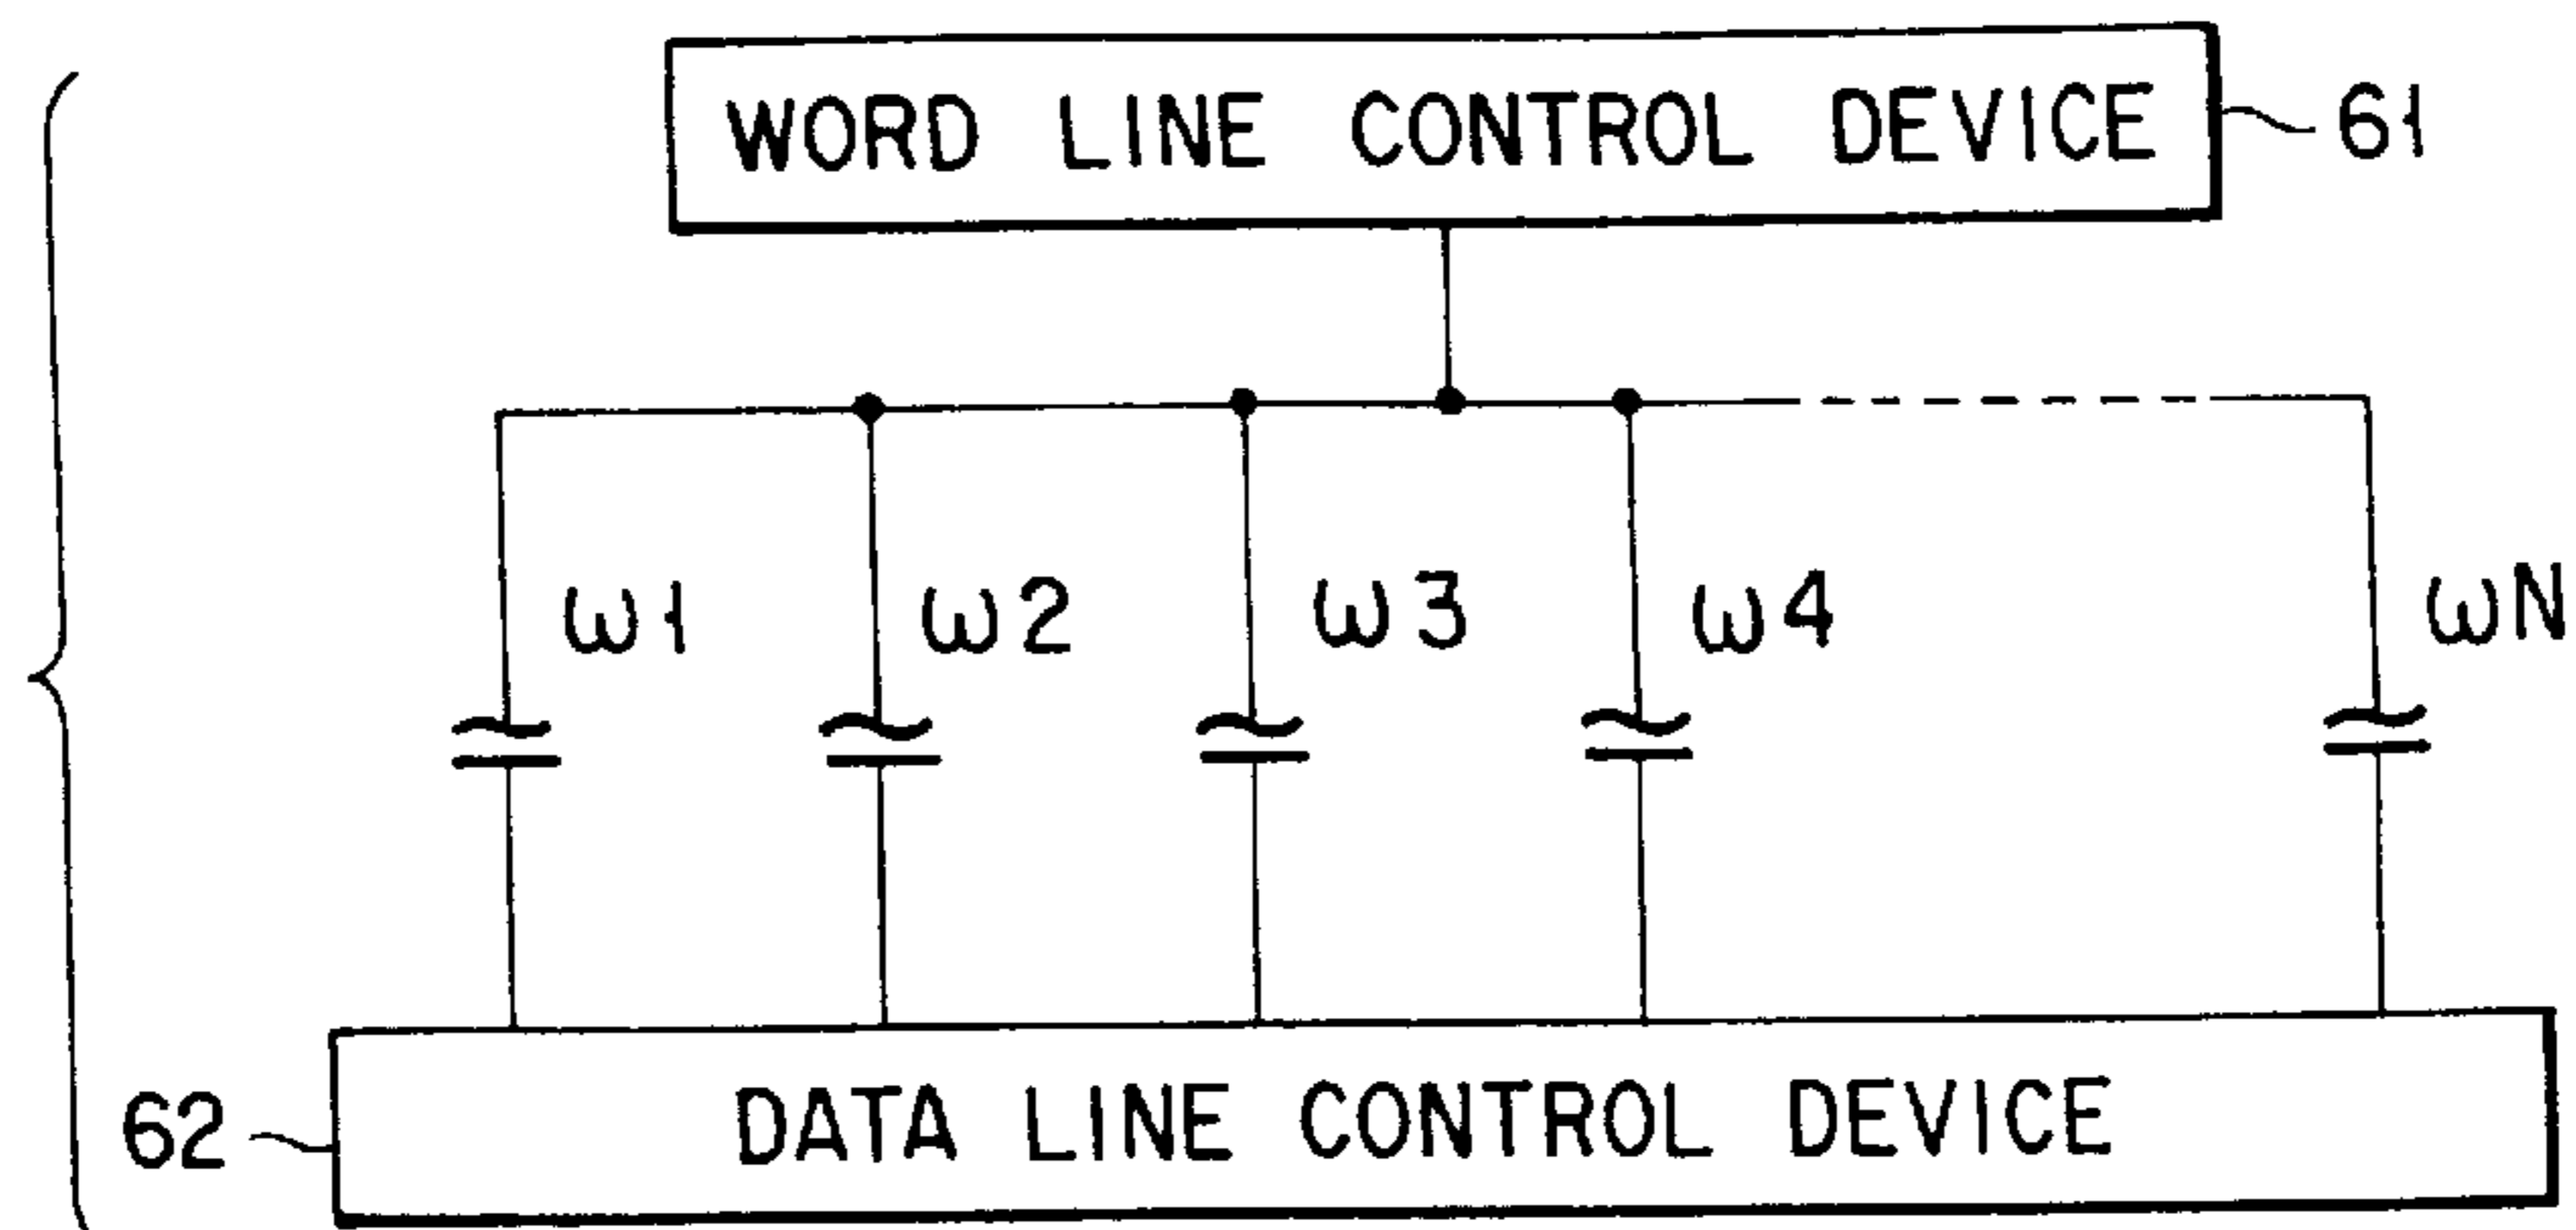 WORD LINE CONTROL DEVICE 61
ω1 ω2 ω3 ω4 ωN
62 DATA LINE CONTROL DEVICE